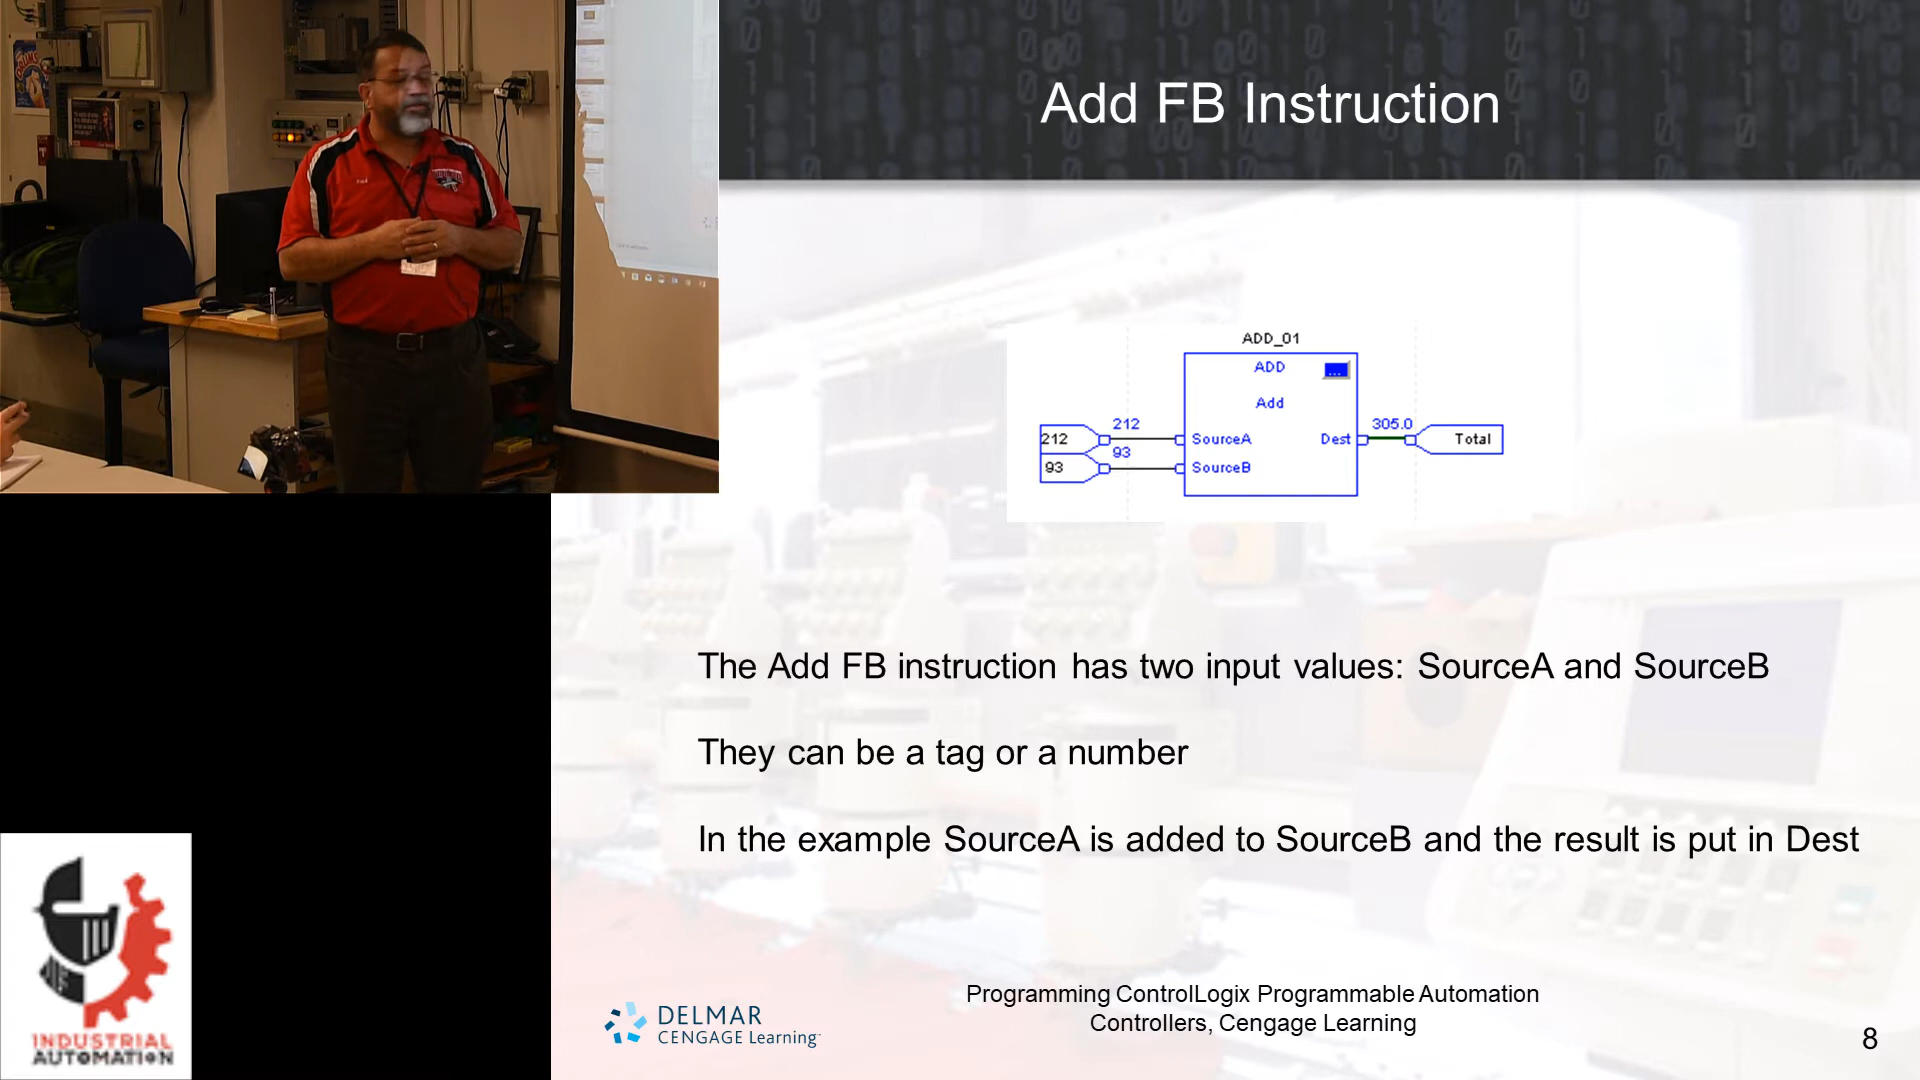 Add FB Instruction
ADD_01
ADD
...
Add
212
212
SourceA
Dest
305.0
Total
93
93
SourceB
The Add FB instruction has two input values: SourceA and SourceB
They can be a tag or a number
In the example SourceA is added to SourceB and the result is put in Dest
INDUSTRIAL
AUTOMATION
DELMAR
CENGAGE Learning
Programming ControlLogix Programmable Automation
Controllers, Cengage Learning
8